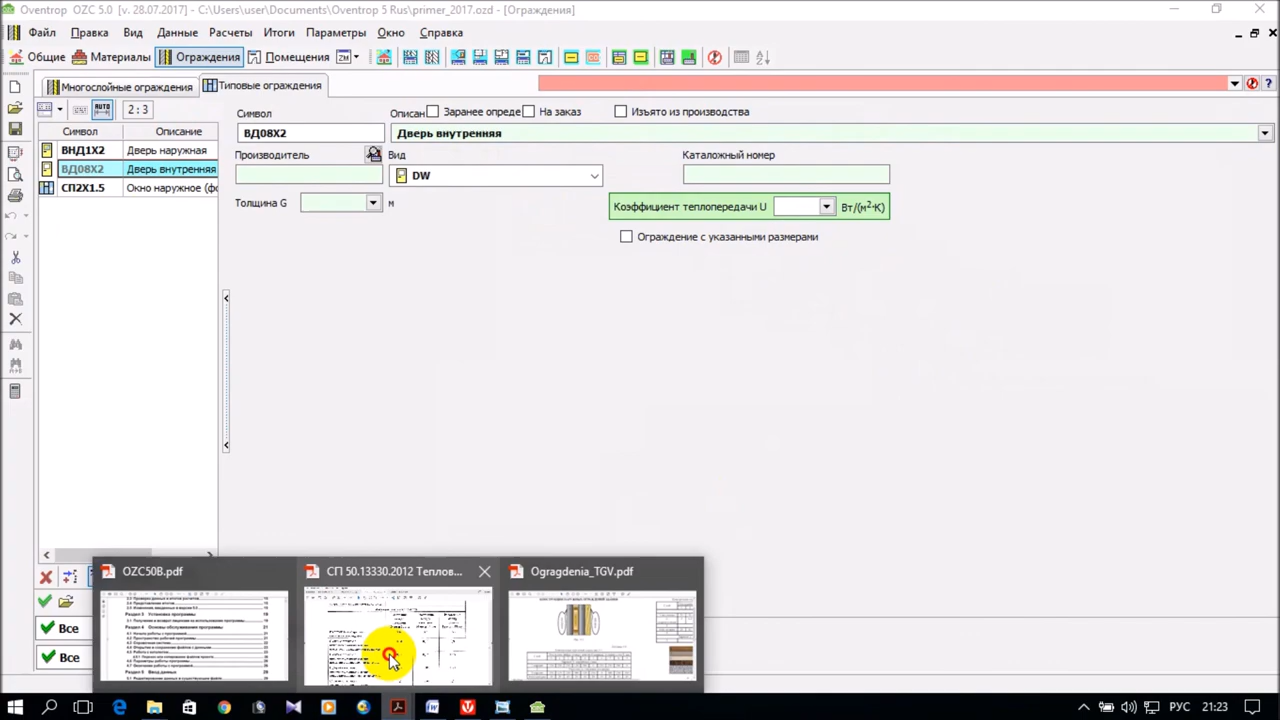 Oventrop OZC 5.0 [v. 28.07.2017] - C:\Users\user\Documents\Oventrop 5 Rus\primer_2017.ozd - [Ограждения]
Файл Правка Вид Данные Расчеты Итоги Параметры Окно Справка
Общие Материалы Ограждения Помещения
Многослойные ограждения Типовые ограждения
AUTO 2:3
Символ Описание
ВНД1Х2 Дверь наружная
ВД08Х2 Дверь внутренняя
СП2Х1.5 Окно наружное (фо
Символ Описан Заранее опреде На заказ Изъято из производства
ВД08Х2 Дверь внутренняя
Производитель Вид Каталожный номер
DW
Толщина G м Коэффициент теплопередачи U Вт/(м²·К)
Ограждение с указанными размерами
Все
Все
OZC50B.pdf СП 50.13330.2012 Теплов... Ogragdenia_TGV.pdf
РУС 21:23